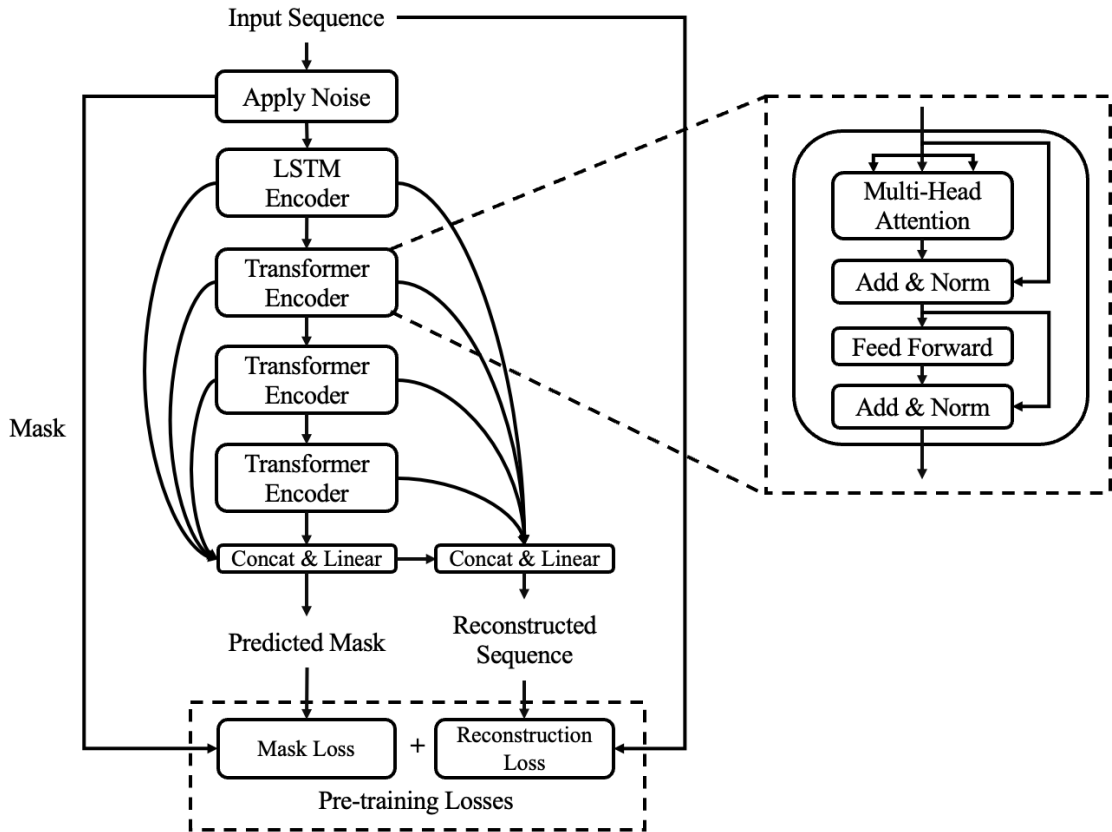 Input Sequence
Apply Noise
LSTM
Encoder
Transformer
Encoder
Transformer
Encoder
Transformer
Encoder
Mask
Concat & Linear
Concat & Linear
Predicted Mask
Reconstructed
Sequence
Mask Loss
+
Reconstruction
Loss
Pre-training Losses
Multi-Head
Attention
Add & Norm
Feed Forward
Add & Norm